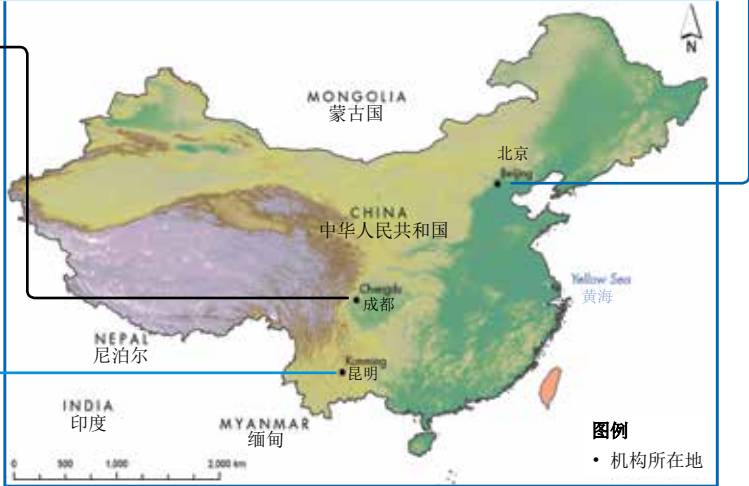 N
MONGOLIA
蒙古国
北京
Beijing
CHINA
中华人民共和国
Yellow Sea
黄海
Chengdu
成都
NEPAL
尼泊尔
Kunming
昆明
INDIA
印度
MYANMAR
缅甸
图例
• 机构所在地
0 500 1,000 2,000 km